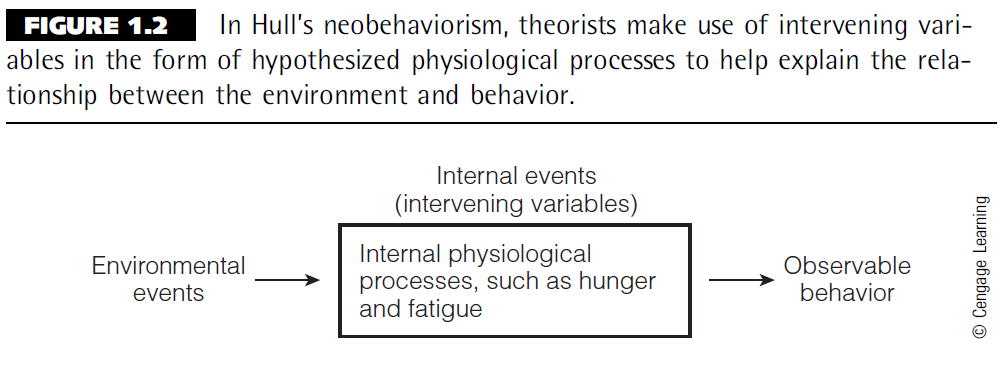 FIGURE 1.2 In Hull's neobehaviorism, theorists make use of intervening vari-
ables in the form of hypothesized physiological processes to help explain the rela-
tionship between the environment and behavior.
Internal events
(intervening variables)
Environmental
events
Internal physiological
processes, such as hunger
and fatigue
Observable
behavior
© Cengage Learning